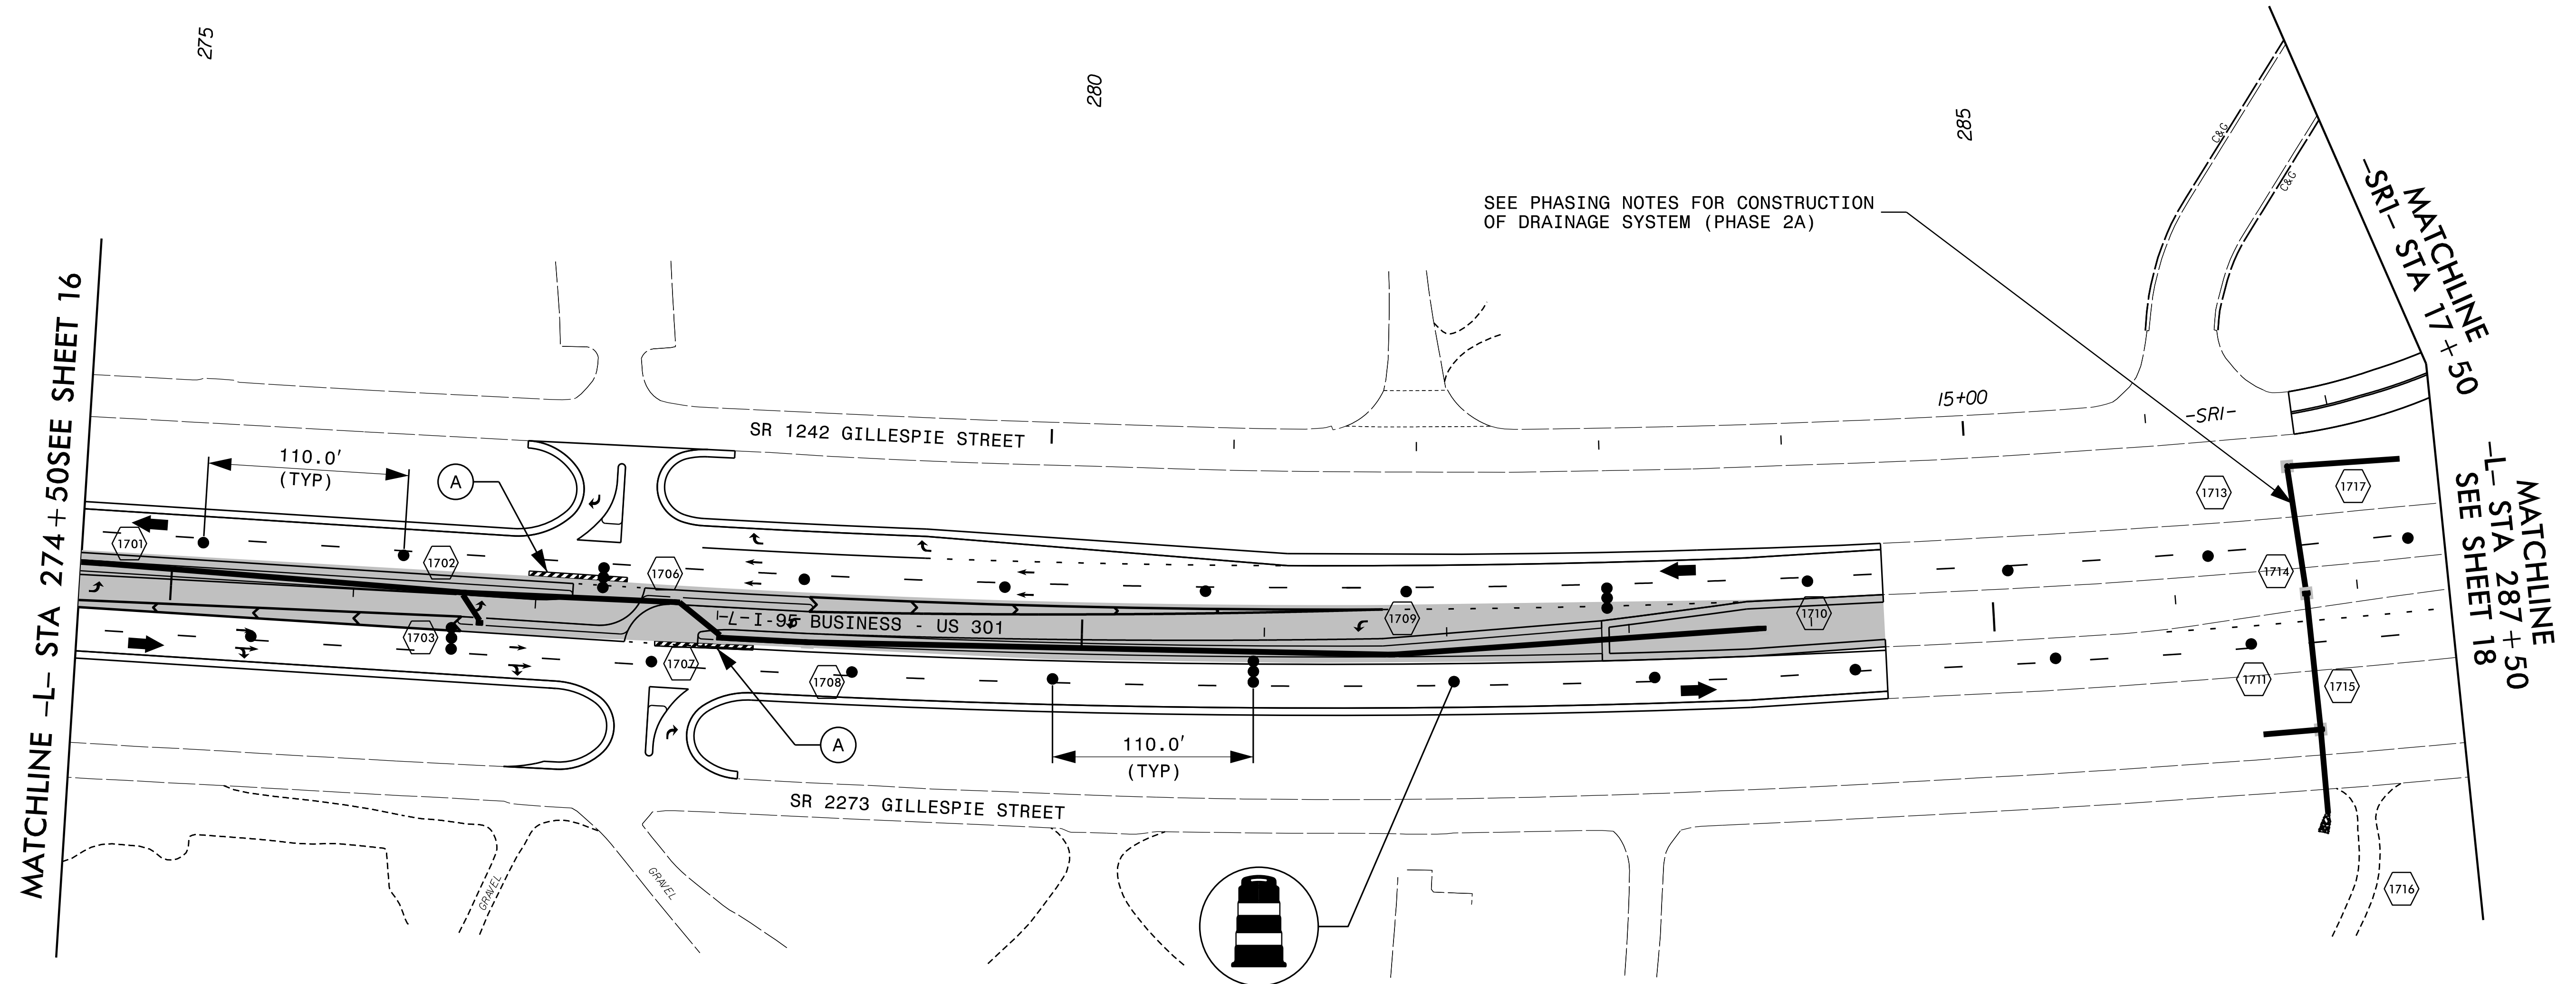 275
280
285
SEE PHASING NOTES FOR CONSTRUCTION
OF DRAINAGE SYSTEM (PHASE 2A)
C&G
C&G
MATCHLINE
-SR1- STA 17+50
MATCHLINE
-L- STA 287+50
SEE SHEET 18
MATCHLINE -L- STA 274+50SEE SHEET 16
15+00
-SR1-
SR 1242 GILLESPIE STREET
110.0'
(TYP)
A
1701
1702
1703
1706
1707
1708
1709
1710
1711
1713
1714
1715
1716
1717
-L- I-95 BUSINESS - US 301
A
110.0'
(TYP)
SR 2273 GILLESPIE STREET
GRAVEL
GRAVEL